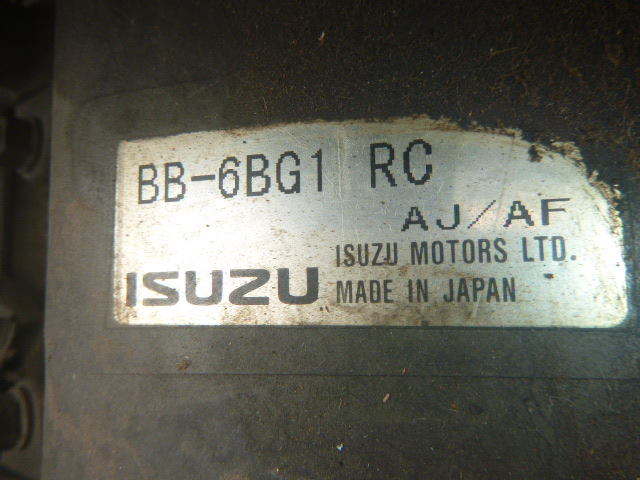 BB-6BG1 RC
AJ/AF
ISUZU MOTORS LTD.
ISUZU MADE IN JAPAN